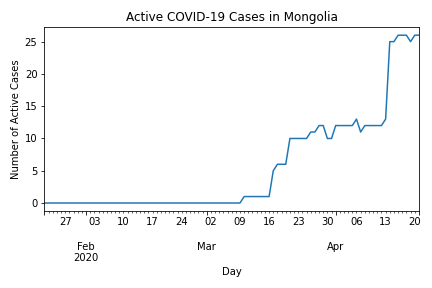 Active COVID-19 Cases in Mongolia
Number of Active Cases
25
20
15
10
5
0
27 03 10 17 24 02 09 16 23 30 06 13 20
Feb Mar Apr
2020
Day